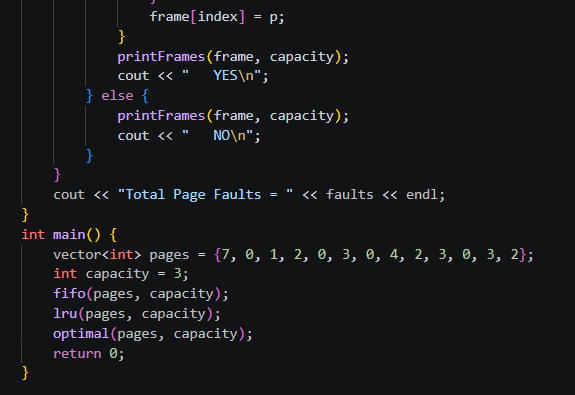 }
frame[index] = p;
}
printFrames(frame, capacity);
cout << "   YES\n";
} else {
printFrames(frame, capacity);
cout << "   NO\n";
}
}
cout << "Total Page Faults = " << faults << endl;
}
int main() {
vector<int> pages = {7, 0, 1, 2, 0, 3, 0, 4, 2, 3, 0, 3, 2};
int capacity = 3;
fifo(pages, capacity);
lru(pages, capacity);
optimal(pages, capacity);
return 0;
}